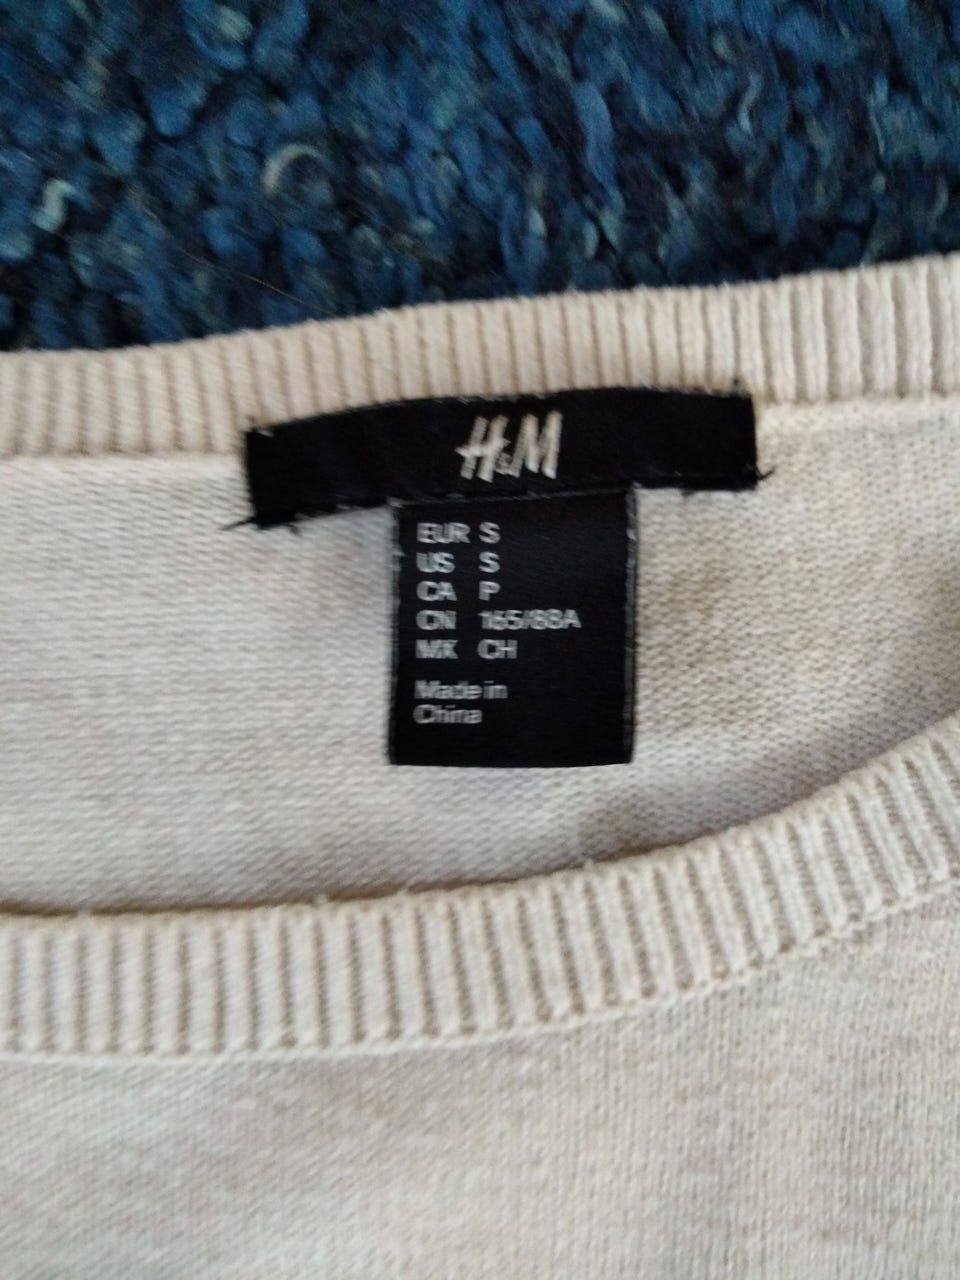 H&M
EUR S
US S
CA P
CN 165/88A
MX CH
Made in
China